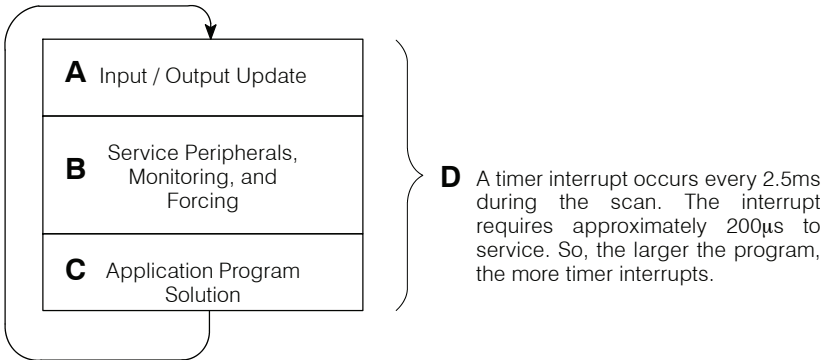 A Input / Output Update
B Service Peripherals,
Monitoring, and
Forcing
C Application Program
Solution
D A timer interrupt occurs every 2.5ms
during the scan. The interrupt
requires approximately 200µs to
service. So, the larger the program,
the more timer interrupts.